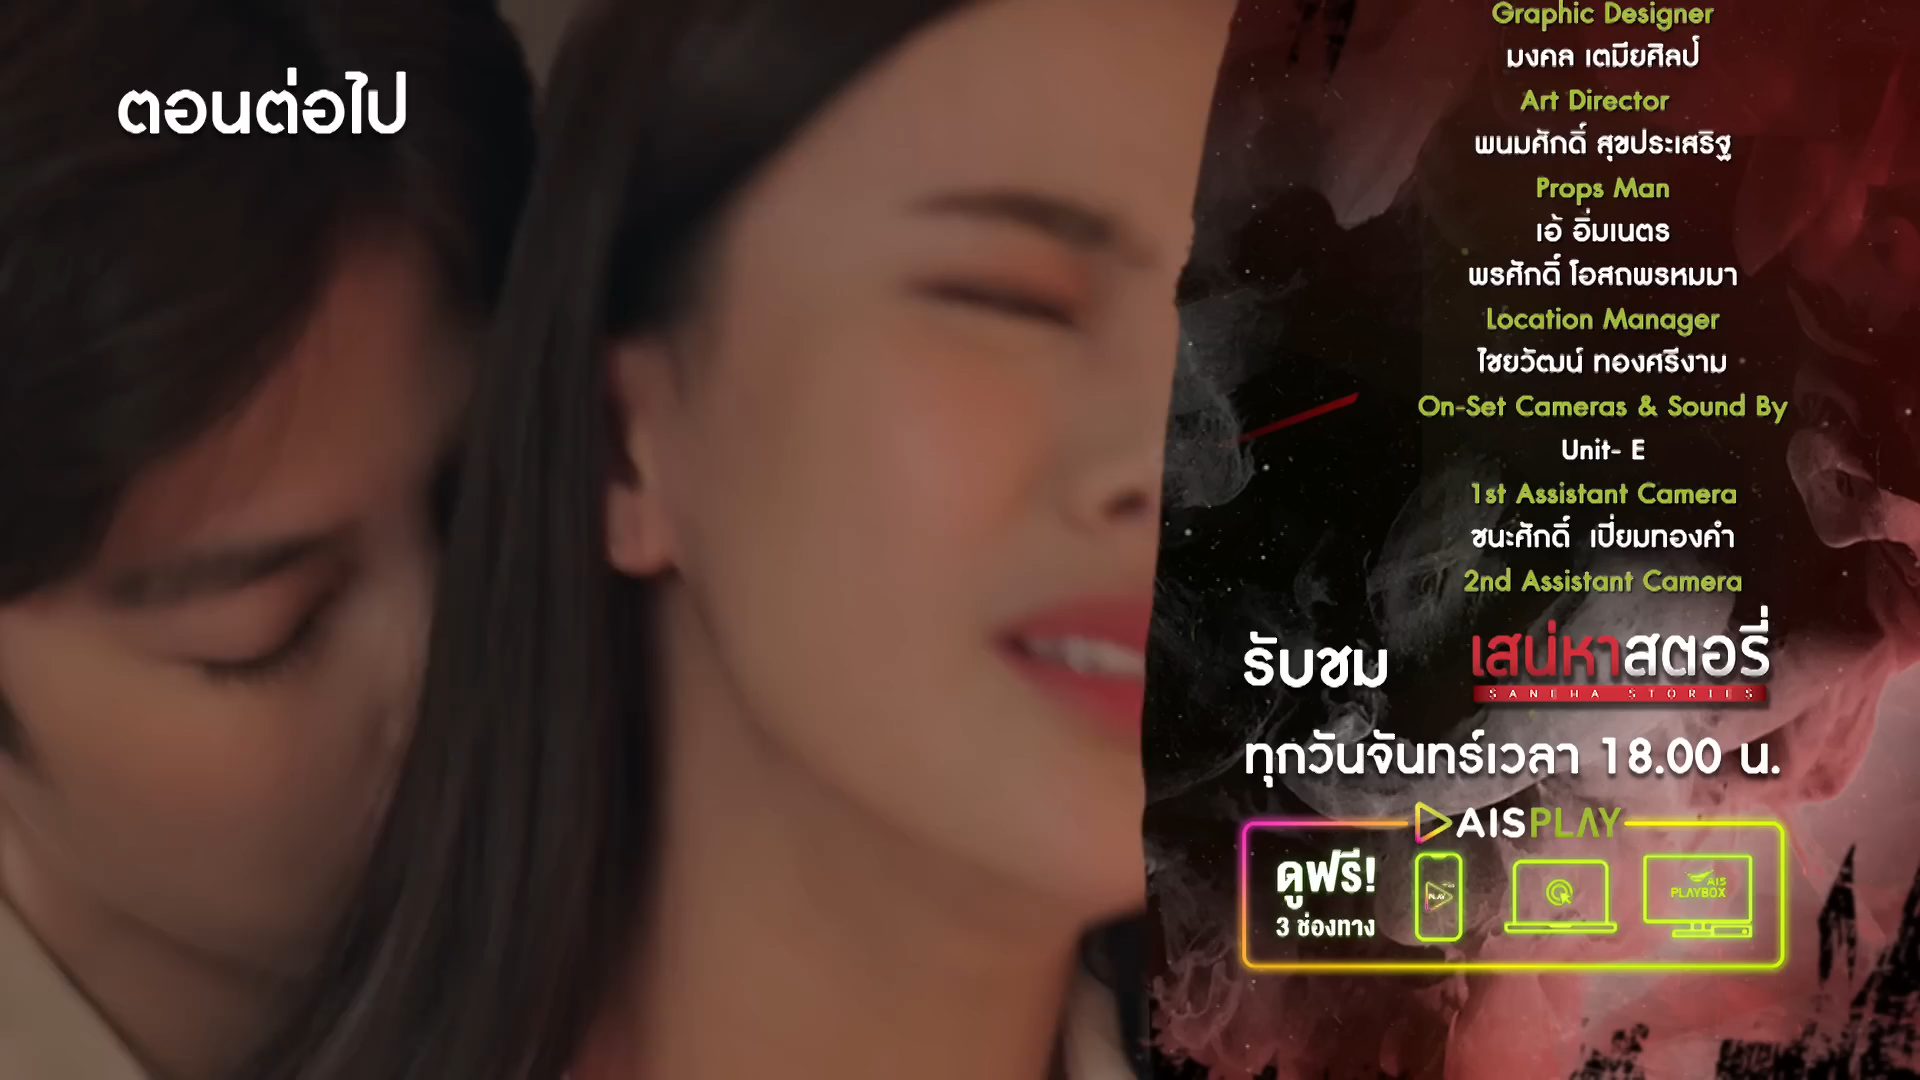 ตอนต่อไป
Graphic Designer
มงคล เตมียศิลป์
Art Director
พนมศักดิ์ สุขประเสริฐ
Props Man
เอ้ อิ่มเนตร
พรศักดิ์ โอสถพรหมมา
Location Manager
ไชยวัฒน์ ทองศรีงาม
On-Set Cameras & Sound By
Unit- E
1st Assistant Camera
ชนะศักดิ์ เปี่ยมทองคำ
2nd Assistant Camera
รับชม เสน่หาสตอรี่
SANEHA STORIES
ทุกวันจันทร์เวลา 18.00 น.
AISPLAY
ดูฟรี!
3 ช่องทาง
PLAY
AIS
PLAYBOX